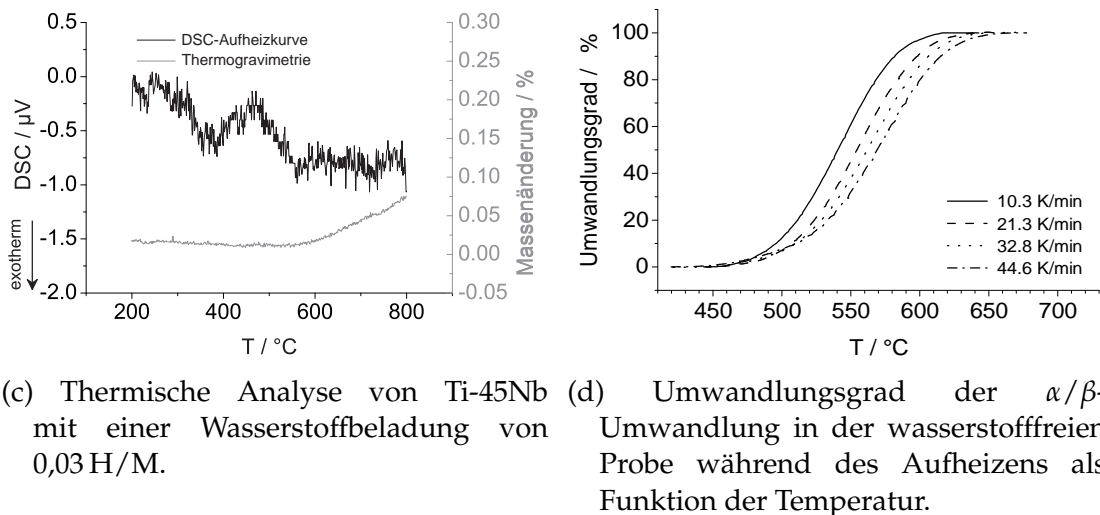 0.5
0.0
-0.5
-1.0
-1.5
-2.0
DSC / µV
exotherm
DSC-Aufheizkurve
Thermogravimetrie
0.30
0.25
0.20
0.15
0.10
0.05
0.00
-0.05
Massenänderung / %
200 400 600 800
T / °C
100
80
60
40
20
0
Umwandlungsgrad / %
10.3 K/min
21.3 K/min
32.8 K/min
44.6 K/min
450 500 550 600 650 700
T / °C
(c) Thermische Analyse von Ti-45Nb
mit einer Wasserstoffbeladung von
0,03 H/M.
(d) Umwandlungsgrad der α/β-
Umwandlung in der wasserstofffreien
Probe während des Aufheizens als
Funktion der Temperatur.